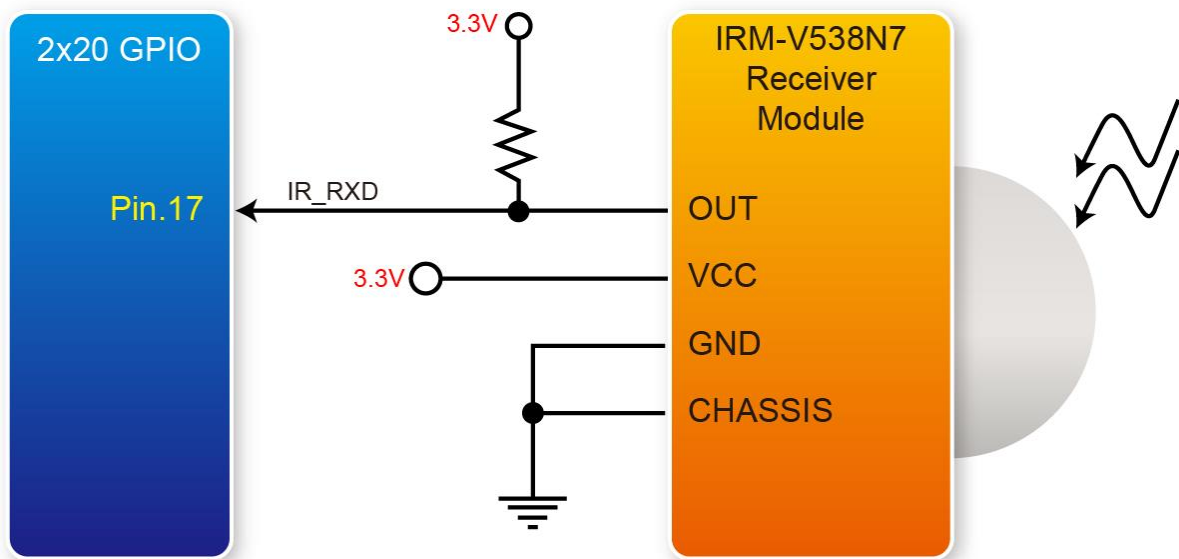 2x20 GPIO
Pin.17
IR_RXD
3.3V
3.3V
IRM-V538N7
Receiver
Module
OUT
VCC
GND
CHASSIS